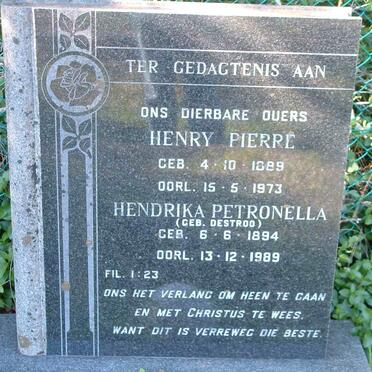 TER GEDAGTENIS AAN
ONS DIERBARE OUERS
HENRY PIERRE
GEB. 4-10-1889
OORL. 15-5-1973
HENDRIKA PETRONELLA
(GEB. DESTROO)
GEB. 6-6-1894
OORL. 13-12-1989
FIL. 1:23
ONS HET VERLANG OM HEEN TE GAAN
EN MET CHRISTUS TE WEES.
WANT DIT IS VERREWEG DIE BESTE.